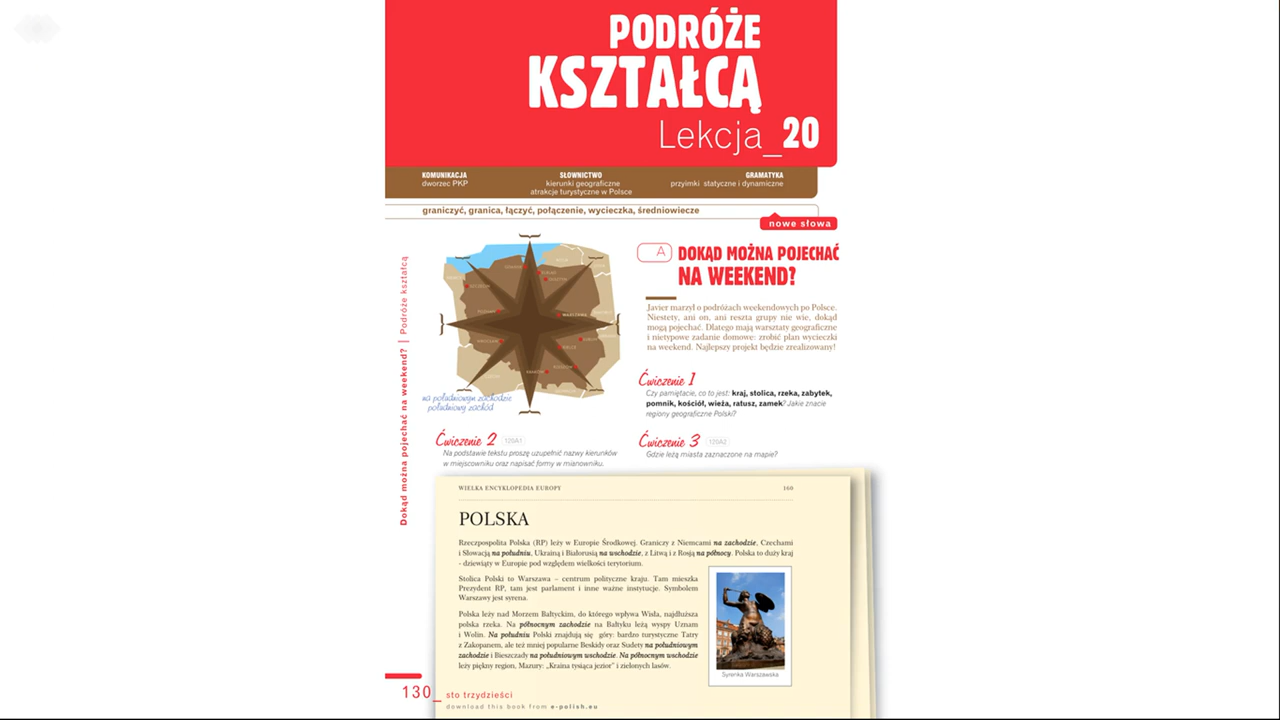 PODRÓŻE
KSZTAŁCĄ
Lekcja_20
KOMUNIKACJA
dworzec PKP
SŁOWNICTWO
kierunki geograficzne
atrakcje turystyczne w Polsce
GRAMATYKA
przyimki statyczne i dynamiczne
graniczyć, granica, łączyć, połączenie, wycieczka, średniowiecze
nowe słowa
Dokąd można pojechać na weekend? | Podróże kształcą
na południowym zachodzie
południowy zachód
A DOKĄD MOŻNA POJECHAĆ
NA WEEKEND?
Javier marzył o podróżach weekendowych po Polsce.
Niestety, ani on, ani reszta grupy nie wie, dokąd
mogą pojechać. Dlatego mają warsztaty geograficzne
i nietypowe zadanie domowe: zrobić plan wycieczki
na weekend. Najlepszy projekt będzie zrealizowany!
Ćwiczenie 1
Czy pamiętacie, co to jest: kraj, stolica, rzeka, zabytek,
pomnik, kościół, wieża, ratusz, zamek? Jakie znacie
regiony geograficzne Polski?
Ćwiczenie 2 129A1
Na podstawie tekstu proszę uzupełnić nazwy kierunków
w miejscowniku oraz napisać formy w mianowniku.
Ćwiczenie 3 129A2
Gdzie leżą miasta zaznaczone na mapie?
WIELKA ENCYKLOPEDIA EUROPY 160
POLSKA
Rzeczpospolita Polska (RP) leży w Europie Środkowej. Graniczy z Niemcami na zachodzie, Czechami
i Słowacją na południu, Ukrainą i Białorusią na wschodzie, z Litwą i z Rosją na północy. Polska to duży kraj
- dziewiąty w Europie pod względem wielkości terytorium.
Stolica Polski to Warszawa – centrum polityczne kraju. Tam mieszka
Prezydent RP, tam jest parlament i inne ważne instytucje. Symbolem
Warszawy jest syrena.
Polska leży nad Morzem Bałtyckim, do którego wpływa Wisła, najdłuższa
polska rzeka. Na północnym zachodzie na Bałtyku leżą wyspy Uznam
i Wolin. Na południu Polski znajdują się góry: bardzo turystyczne Tatry
z Zakopanem, ale też mniej popularne Beskidy oraz Sudety na południowym
zachodzie i Bieszczady na południowym wschodzie. Na północnym wschodzie
leży piękny region, Mazury: „Kraina tysiąca jezior" i zielonych lasów.
Syrenka Warszawska
130_ sto trzydzieści
download this book from e-polish.eu